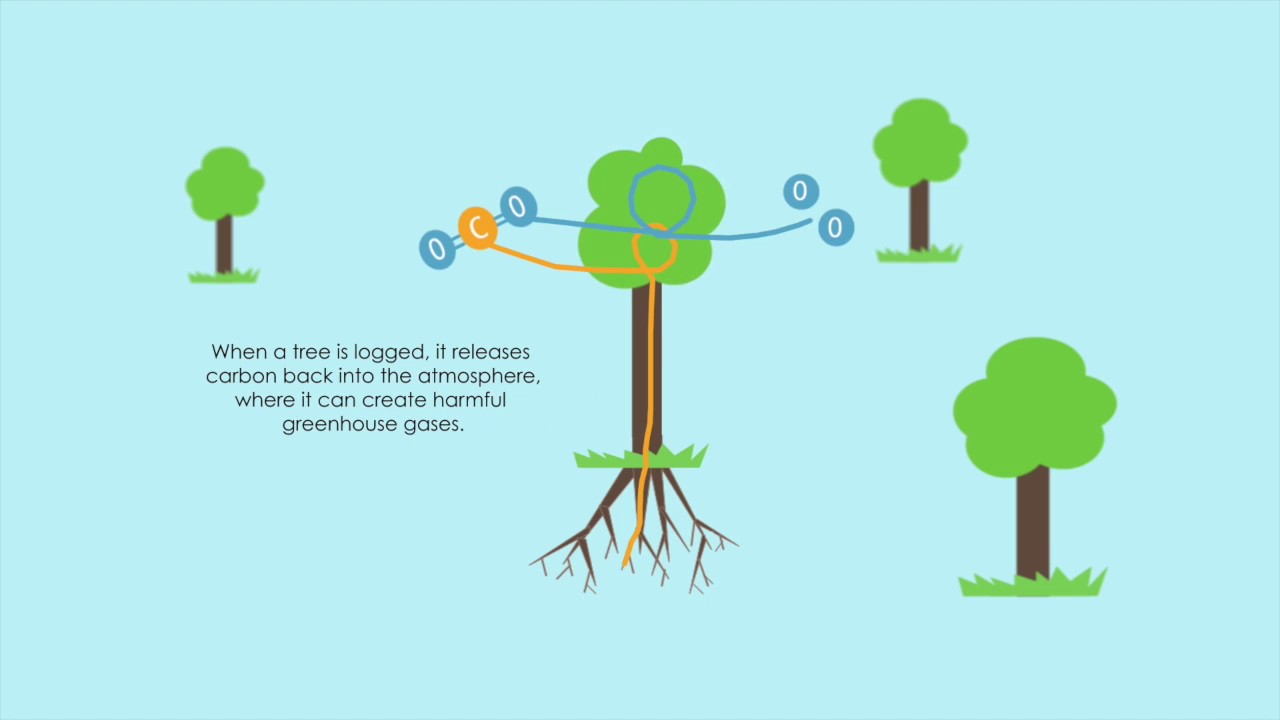 O C O
O
O
When a tree is logged, it releases
carbon back into the atmosphere,
where it can create harmful
greenhouse gases.